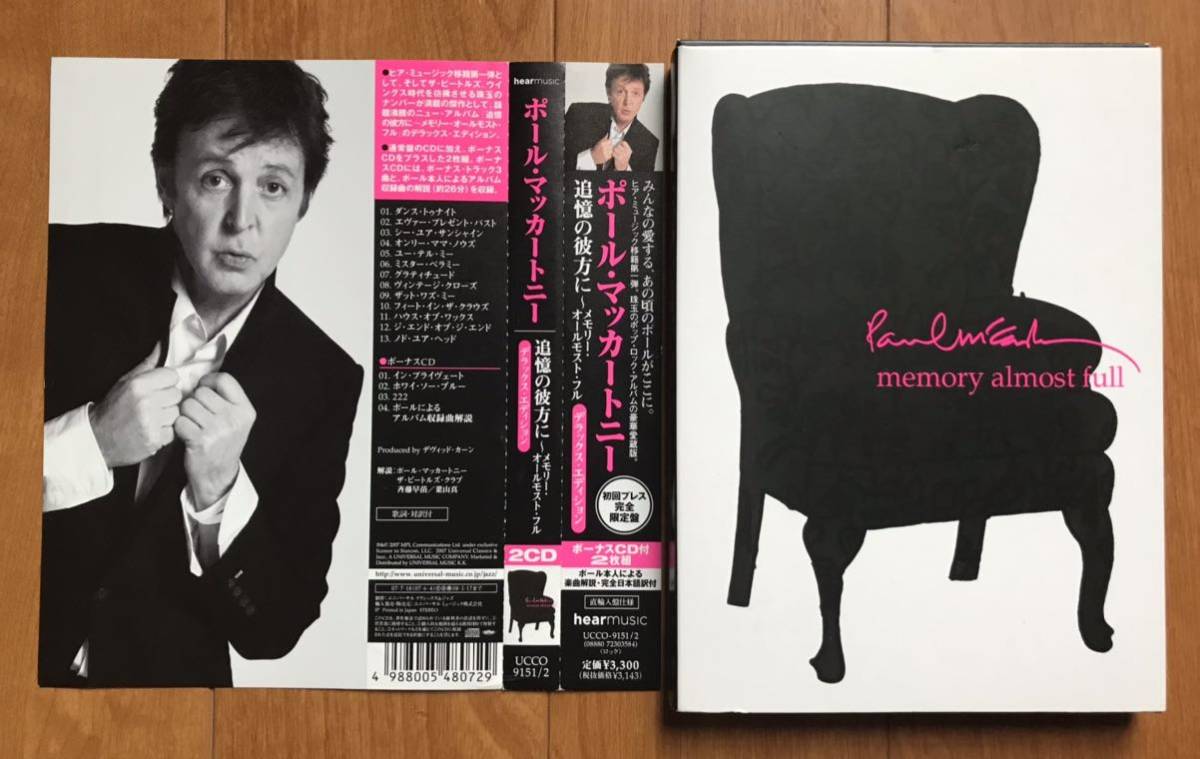 ●ヒア・ミュージック移籍第一弾と
して、そしてザ・ビートルズ、ウイ
ングス時代を彷彿させる珠玉の
ナンバーが満載の傑作として、話
題沸騰のニュー・アルバム『追憶
の彼方に〜メモリー・オールモスト・
フル』のデラックス・エディション。
●通常盤のCDに加え、ボーナス
CDをプラスした2枚組。ボーナ
スCDには、ボーナス・トラック3
曲と、ポール本人によるアルバム
収録曲の解説(約26分)を収録。
01. ダンス・トゥナイト
02. エヴァー・プレゼント・パスト
03. シー・ユア・サンシャイン
04. オンリー・ママ・ノウズ
05. ユー・テル・ミー
06. ミスター・ベラミー
07. グラティチュード
08. ヴィンテージ・クローズ
09. ザット・ワズ・ミー
10. フィート・イン・ザ・クラウズ
11. ハウス・オブ・ワックス
12. ジ・エンド・オブ・ジ・エンド
13. ノド・ユア・ヘッド
●ボーナスCD
01. イン・プライヴェート
02. ホワイ・ソー・ブルー
03. 222
04. ポールによる
アルバム収録曲解説
Produced by デヴィッド・カーン
解説:ポール・マッカートニー
ザ・ビートルズ・クラブ
斉藤早苗/葉山真
歌詞・対訳付
℗&© 2007 MPL Communications Ltd. under exclusive
license to Starcon, LLC. 2007 Universal Classics &
Jazz, A UNIVERSAL MUSIC COMPANY. Marketed &
Distributed by UNIVERSAL MUSIC K.K.
http://www.universal-music.co.jp/jazz/
4 988005 480729
hearmusic
ポール・マッカートニー
追憶の彼方に〜メモリー・
オールモスト・フル
デラックス・エディション
2CD
UCCO
9151/2
みんなの愛する、あの頃のポールがここに。
ヒア・ミュージック移籍第一弾。珠玉のポップ・ロック・アルバムの豪華愛蔵版。
ポール・マッカートニー
追憶の彼方に〜メモリー・
オールモスト・フル
デラックス・エディション
初回プレス
完全
限定盤
ボーナスCD付
2枚組
ポール本人による
楽曲解説・完全日本語訳付
直輸入盤仕様
hearmusic
UCCO-9151/2
(08880 72303584)
(ロック)
定価¥3,300
(税抜価格¥3,143)
Paul McCartney
memory almost full